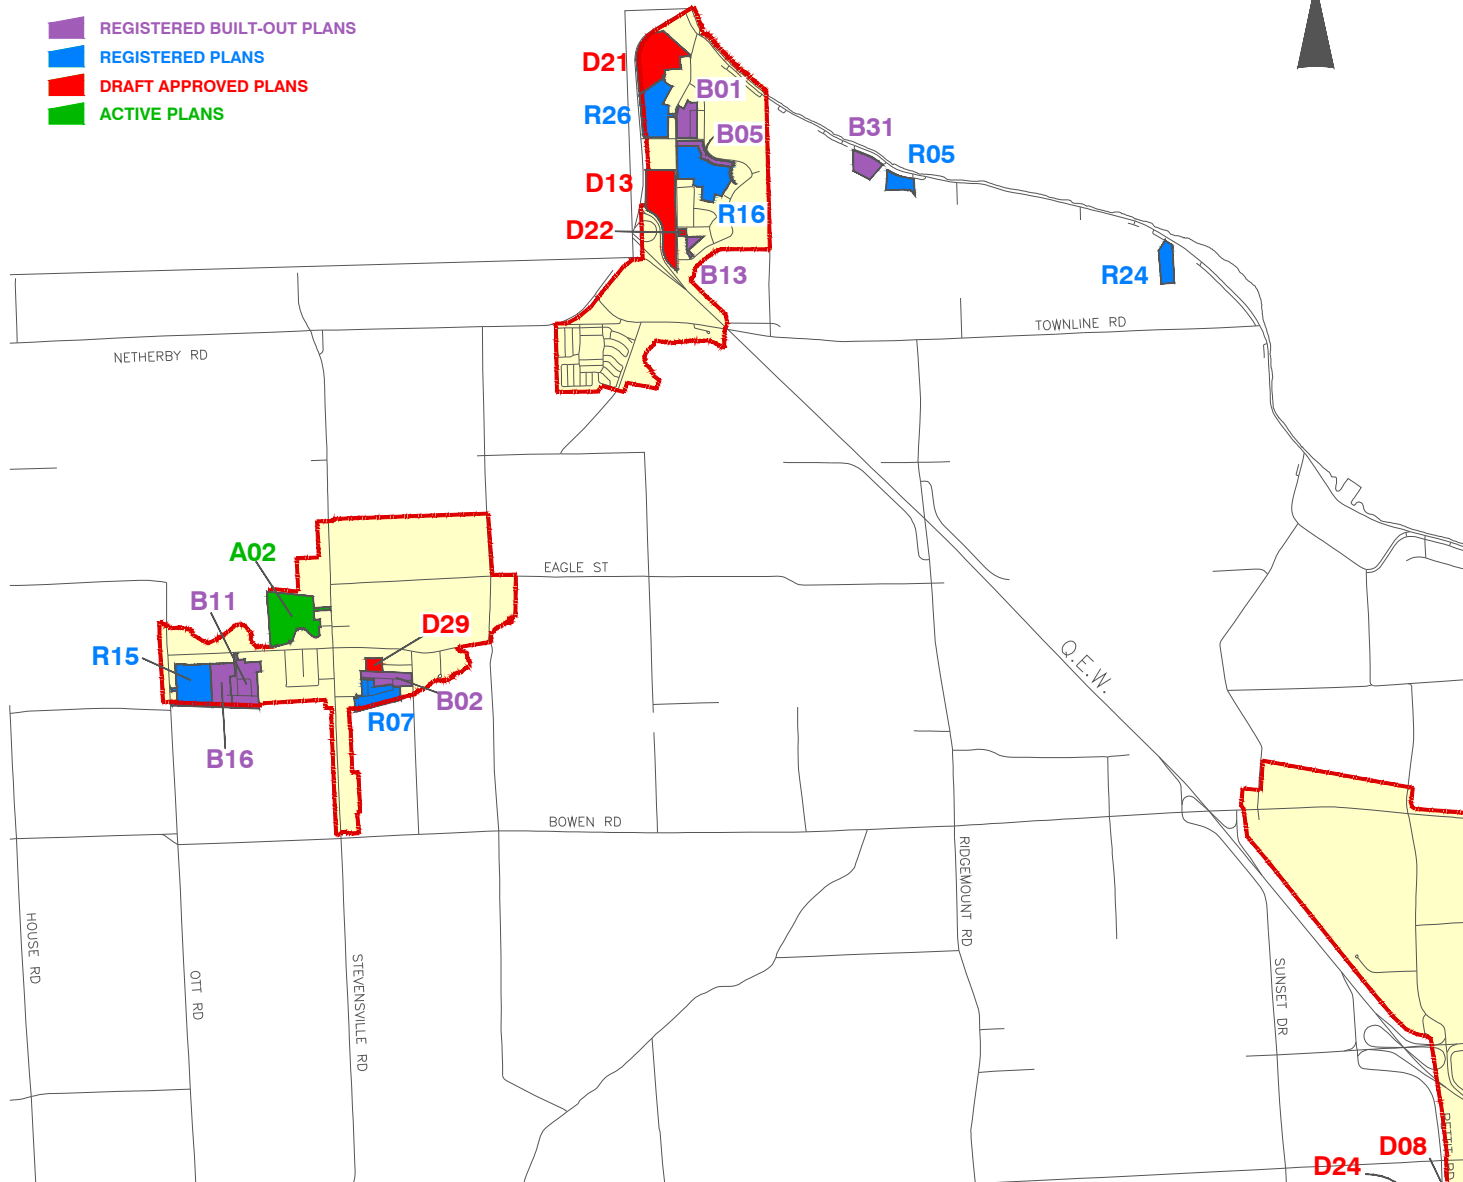 REGISTERED BUILT-OUT PLANS
REGISTERED PLANS
DRAFT APPROVED PLANS
ACTIVE PLANS
D21
B01
R26
B05
B31
R05
D13
R16
D22
B13
R24
TOWNLINE RD
NETHERBY RD
A02
EAGLE ST
B11
D29
R15
Q.E.W.
B02
R07
B16
BOWEN RD
RIDGEMOUNT RD
HOUSE RD
OTT RD
STEVENSVILLE RD
SUNSET DR
PETTIT RD
D08
D24